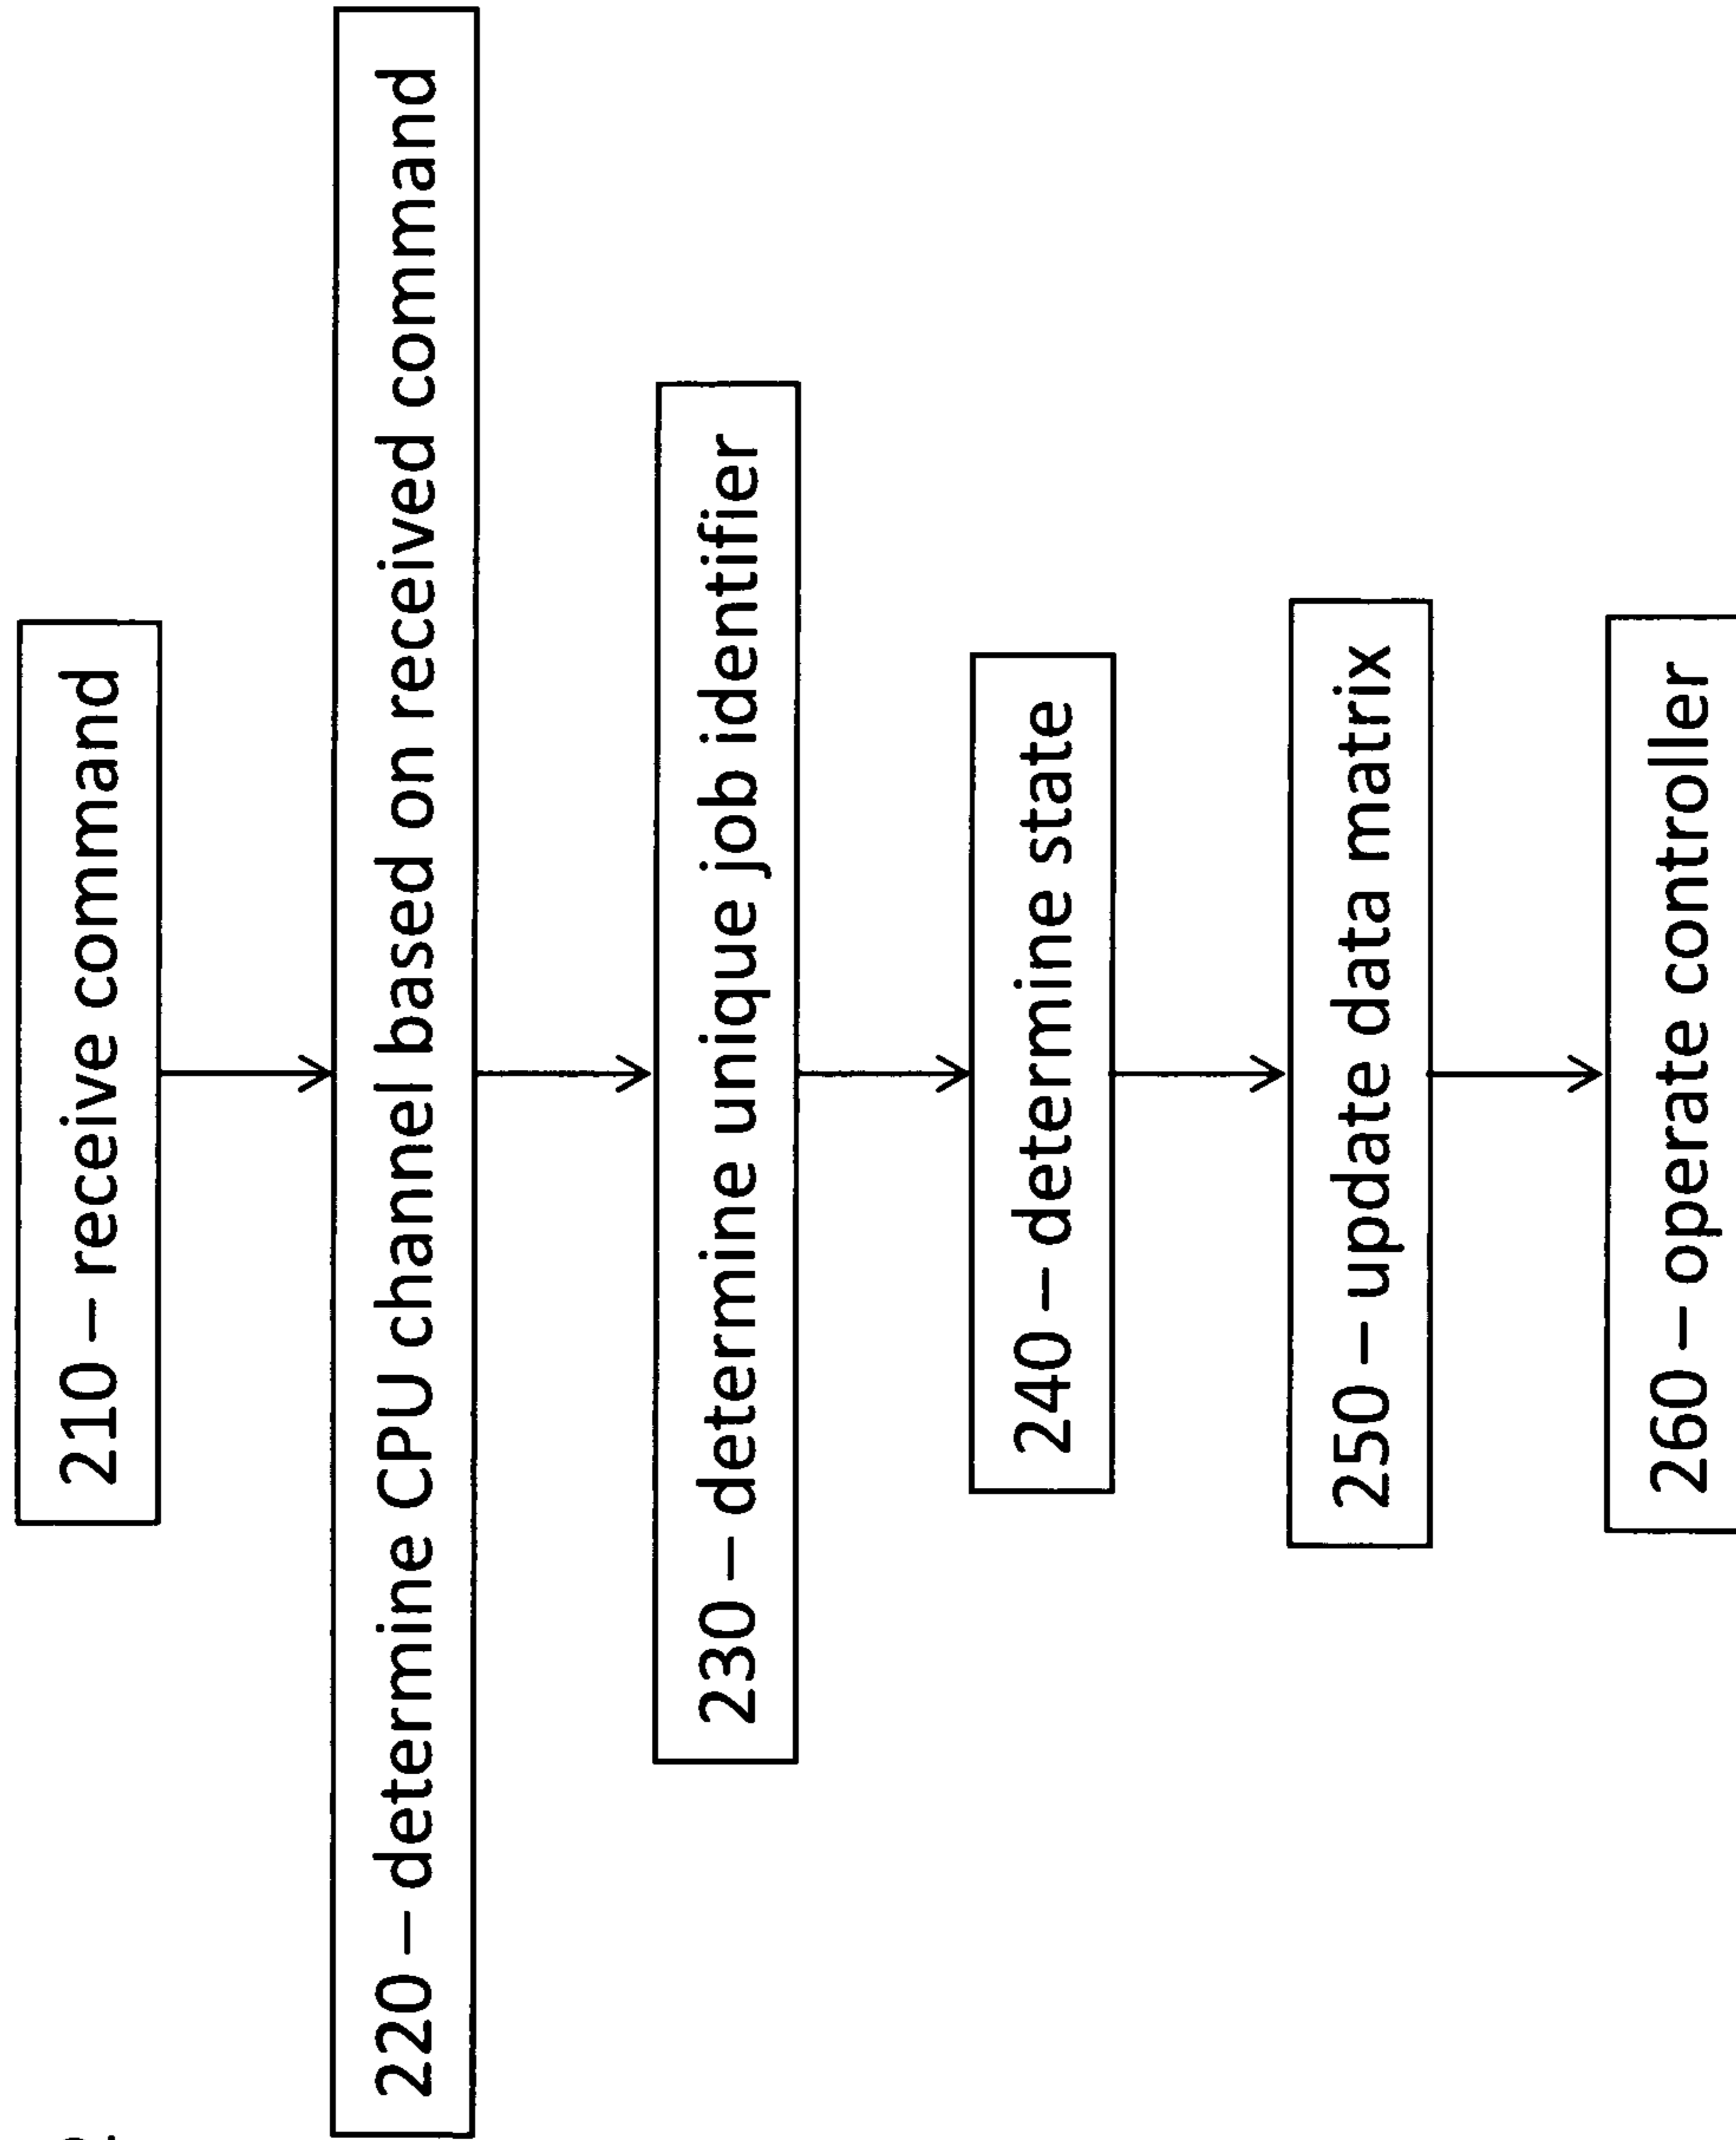 210 – receive command
220 – determine CPU channel based on received command
230 – determine unique job identifier
240 – determine state
250 – update data matrix
260 – operate controller